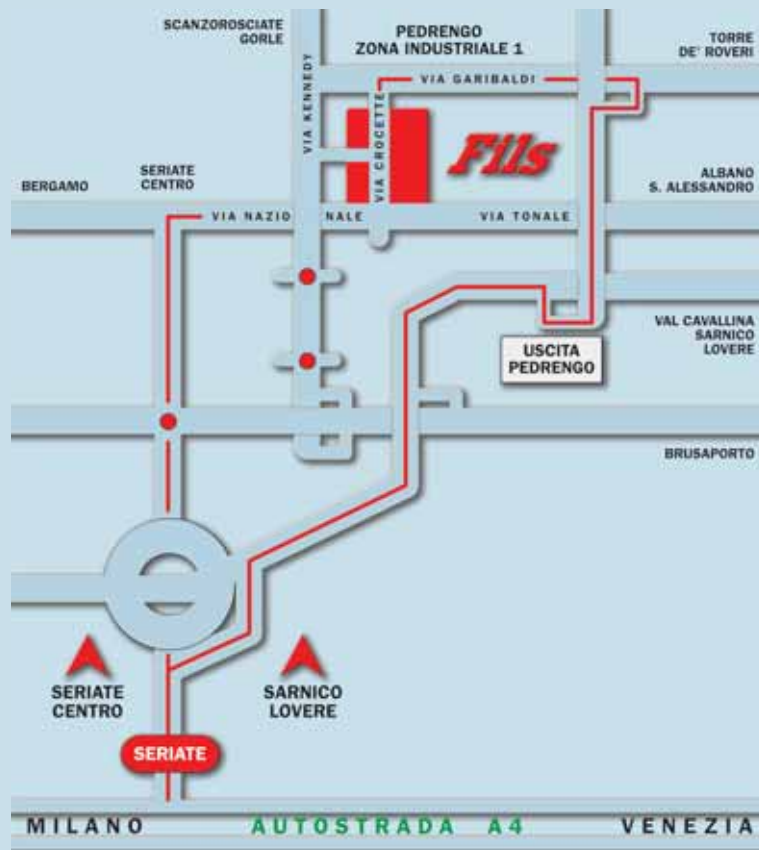 SCANZOROSCIATE
GORLE
PEDRENGO
ZONA INDUSTRIALE 1
TORRE
DE' ROVERI
VIA KENNEDY
VIA GARIBALDI
VIA CROCETTE
Fils
BERGAMO
SERIATE
CENTRO
ALBANO
S. ALESSANDRO
VIA NAZIONALE
VIA TONALE
VAL CAVALLINA
SARNICO
LOVERE
USCITA
PEDRENGO
BRUSAPORTO
SERIATE
CENTRO
SARNICO
LOVERE
SERIATE
MILANO AUTOSTRADA A4 VENEZIA